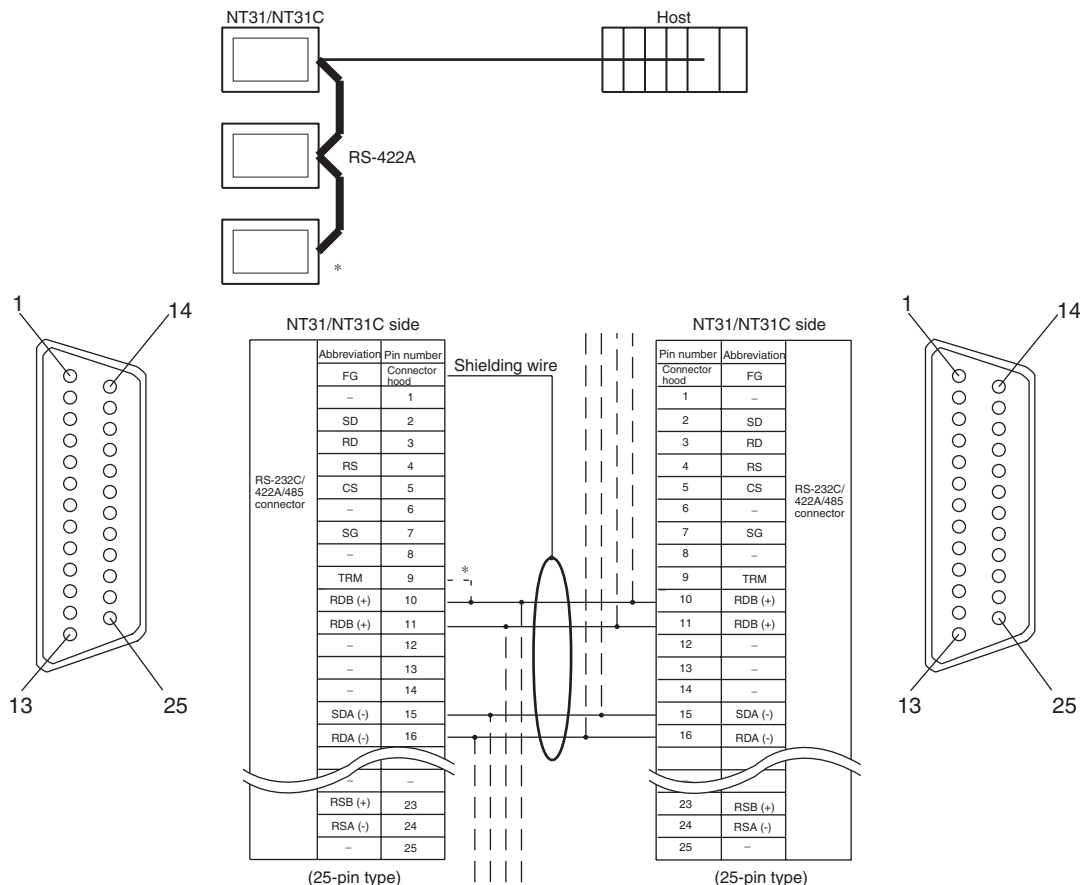 NT31/NT31C
Host
RS-422A
*
1
14
13
25
NT31/NT31C side
RS-232C/
422A/485
connector
Abbreviation Pin number
FG Connector hood
– 1
SD 2
RD 3
RS 4
CS 5
– 6
SG 7
– 8
TRM 9
RDB (+) 10
RDB (+) 11
– 12
– 13
– 14
SDA (-) 15
RDA (-) 16
– –
RSB (+) 23
RSA (-) 24
– 25
(25-pin type)
Shielding wire
*
NT31/NT31C side
Pin number Abbreviation
Connector hood FG
1 –
2 SD
3 RD
4 RS
5 CS
6 –
7 SG
8 –
9 TRM
10 RDB (+)
11 RDB (+)
12 –
13 –
14 –
15 SDA (-)
16 RDA (-)
–
23 RSB (+)
24 RSA (-)
25 –
RS-232C/
422A/485
connector
(25-pin type)
1
14
13
25